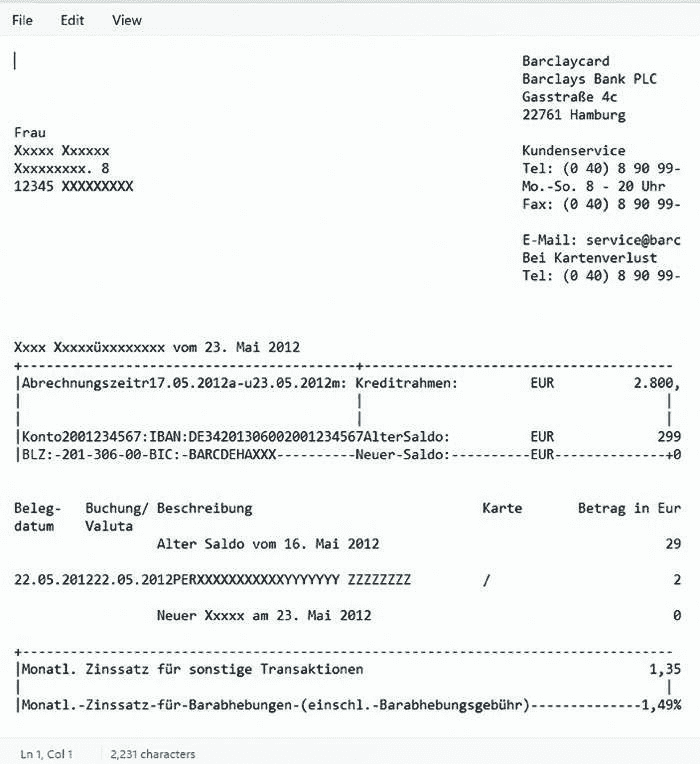 File Edit View
Barclaycard
Barclays Bank PLC
Gasstraße 4c
22761 Hamburg
Frau
Xxxxx Xxxxxx Kundenservice
Xxxxxxxxx. 8 Tel: (0 40) 8 90 99-
12345 XXXXXXXXX Mo.-So. 8 - 20 Uhr
Fax: (0 40) 8 90 99-
E-Mail: service@barc
Bei Kartenverlust
Tel: (0 40) 8 90 99-
Xxxx Xxxxxüxxxxxxxx vom 23. Mai 2012
+------------------------------------------+---------------------------------------
|Abrechnungszeitr17.05.2012a-u23.05.2012m: Kreditrahmen: EUR 2.800,
| | |
| | |
|Konto2001234567:IBAN:DE34201306002001234567AlterSaldo: EUR 299
|BLZ:-201-306-00-BIC:-BARCDEHAXXX----------Neuer-Saldo:----------EUR--------------+0
Beleg- Buchung/ Beschreibung Karte Betrag in Eur
datum Valuta
Alter Saldo vom 16. Mai 2012 29
22.05.201222.05.2012PERXXXXXXXXXXXYYYYYYY ZZZZZZZZ / 2
Neuer Xxxxx am 23. Mai 2012 0
+----------------------------------------------------------------------------------
|Monatl. Zinssatz für sonstige Transaktionen 1,35
| |
|Monatl.-Zinssatz-für-Barabhebungen-(einschl.-Barabhebungsgebühr)--------------1,49%
Ln 1, Col 1 2,231 characters